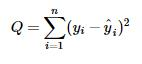 Q = \sum_{i=1}^{n} (y_i - \hat{y}_i)^2